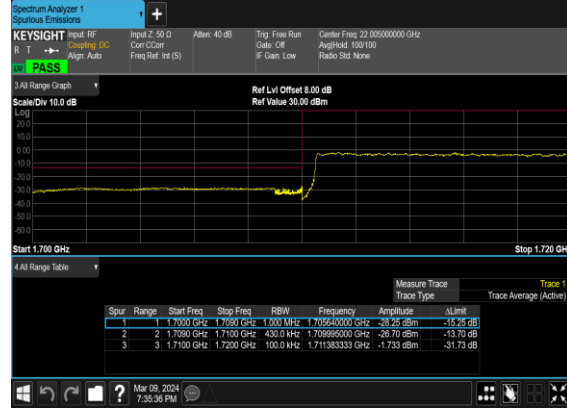 Spectrum Analyzer 1
Spurious Emissions
KEYSIGHT Input: RF Input Z: 50 Ω Atten: 40 dB Trig: Free Run Center Freq: 22.005000000 GHz
R T Coupling: DC Corr CCorr Gate: Off Avg|Hold: 100/100
Align: Auto Freq Ref: Int (S) IF Gain: Low Radio Std: None
PASS
3 All Range Graph
Ref Lvl Offset 8.00 dB
Scale/Div 10.0 dB Ref Value 30.00 dBm
Log
20.0
10.0
0.00
-10.0
-20.0
-30.0
-40.0
-50.0
-60.0
Start 1.700 GHz Stop 1.720 GH
4 All Range Table
Measure Trace Trace 1
Trace Type Trace Average (Active)
Spur Range Start Freq Stop Freq RBW Frequency Amplitude ΔLimit
1 1 1.7000 GHz 1.7090 GHz 1.000 MHz 1.705640000 GHz -28.25 dBm -15.25 dB
2 2 1.7090 GHz 1.7100 GHz 430.0 kHz 1.709995000 GHz -26.70 dBm -13.70 dB
3 3 1.7100 GHz 1.7200 GHz 100.0 kHz 1.711383333 GHz -1.733 dBm -31.73 dB
? Mar 09, 2024
7:35:36 PM